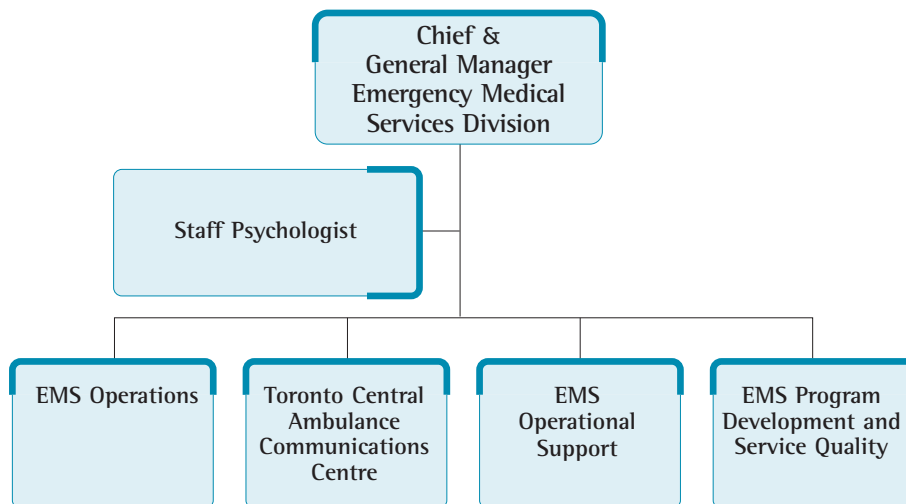 Chief &
General Manager
Emergency Medical
Services Division
Staff Psychologist
EMS Operations
Toronto Central
Ambulance
Communications
Centre
EMS
Operational
Support
EMS Program
Development and
Service Quality